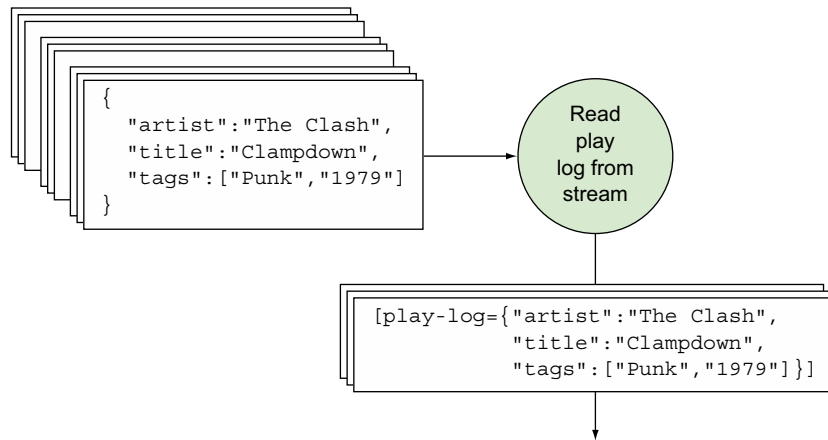 {
"artist":"The Clash",
"title":"Clampdown",
"tags":["Punk","1979"]
}
Read
play
log from
stream
[play-log={"artist":"The Clash",
"title":"Clampdown",
"tags":["Punk","1979"]}]